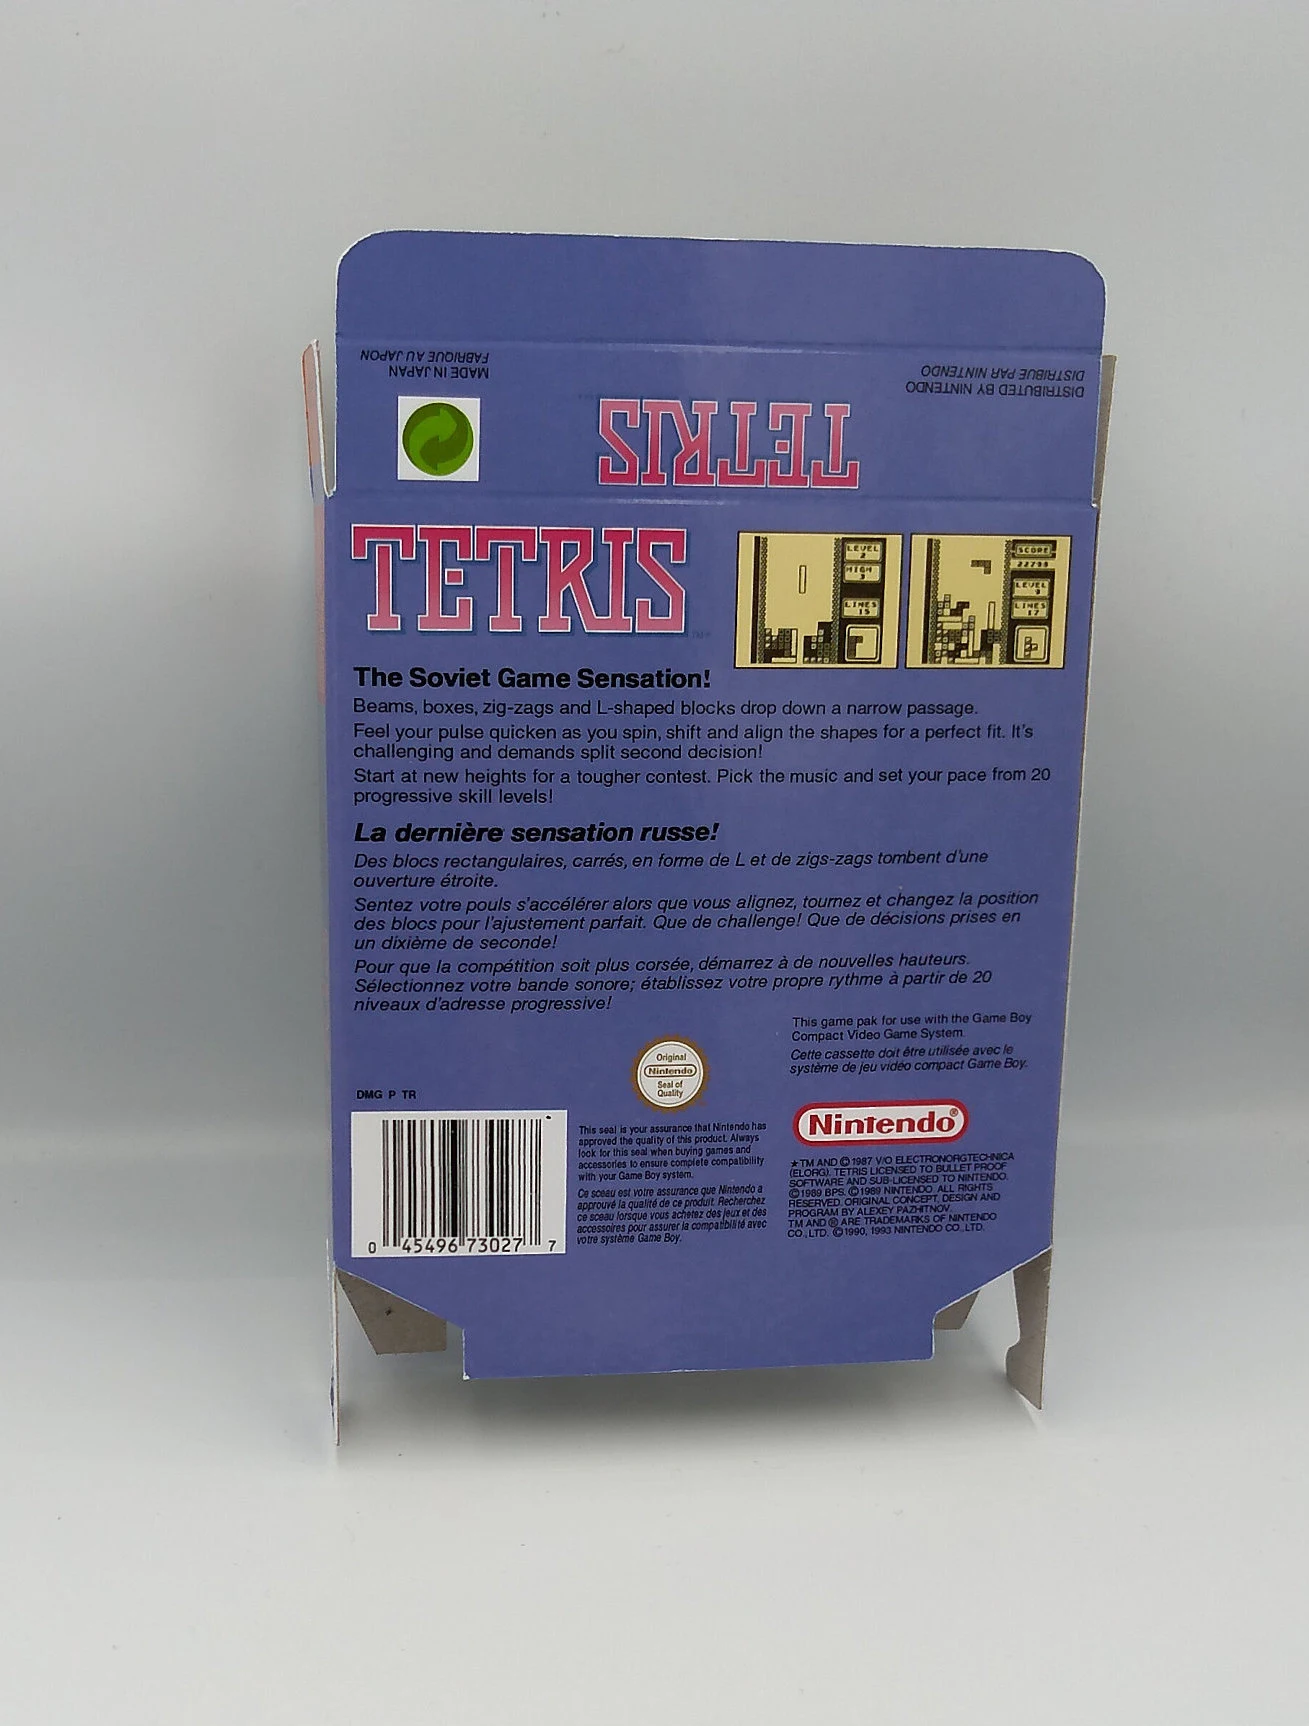 FABRIQUE AU JAPON
MADE IN JAPAN
DISTRIBUE PAR NINTENDO
DISTRIBUTED BY NINTENDO
TETRIS
TETRIS
LEVEL
2
HIGH
3
LINES
15
SCORE
22799
LEVEL
9
LINES
17
The Soviet Game Sensation!
Beams, boxes, zig-zags and L-shaped blocks drop down a narrow passage.
Feel your pulse quicken as you spin, shift and align the shapes for a perfect fit. It's
challenging and demands split second decision!
Start at new heights for a tougher contest. Pick the music and set your pace from 20
progressive skill levels!
La dernière sensation russe!
Des blocs rectangulaires, carrés, en forme de L et de zigs-zags tombent d'une
ouverture étroite.
Sentez votre pouls s'accélérer alors que vous alignez, tournez et changez la position
des blocs pour l'ajustement parfait. Que de challenge! Que de décisions prises en
un dixième de seconde!
Pour que la compétition soit plus corsée, démarrez à de nouvelles hauteurs.
Sélectionnez votre bande sonore; établissez votre propre rythme à partir de 20
niveaux d'adresse progressive!
This game pak for use with the Game Boy
Compact Video Game System.
Cette cassette doit être utilisée avec le
système de jeu vidéo compact Game Boy.
Original
Nintendo
Seal of
Quality
DMG P TR
0 45496 73027 7
This seal is your assurance that Nintendo has
approved the quality of this product. Always
look for this seal when buying games and
accessories to ensure complete compatibility
with your Game Boy system.
Ce sceau est votre assurance que Nintendo a
approuvé la qualité de ce produit. Recherchez
ce sceau lorsque vous achetez des jeux et des
accessoires pour assurer la compatibilité avec
votre système Game Boy.
Nintendo®
★TM AND ©1987 V/O ELECTRONORGTECHNICA
(ELORG). TETRIS LICENSED TO BULLET PROOF
SOFTWARE AND SUB-LICENSED TO NINTENDO.
©1989 BPS. ©1989 NINTENDO. ALL RIGHTS
RESERVED. ORIGINAL CONCEPT, DESIGN AND
PROGRAM BY ALEXEY PAZHITNOV.
TM AND ® ARE TRADEMARKS OF NINTENDO
CO., LTD. ©1990, 1993 NINTENDO CO., LTD.